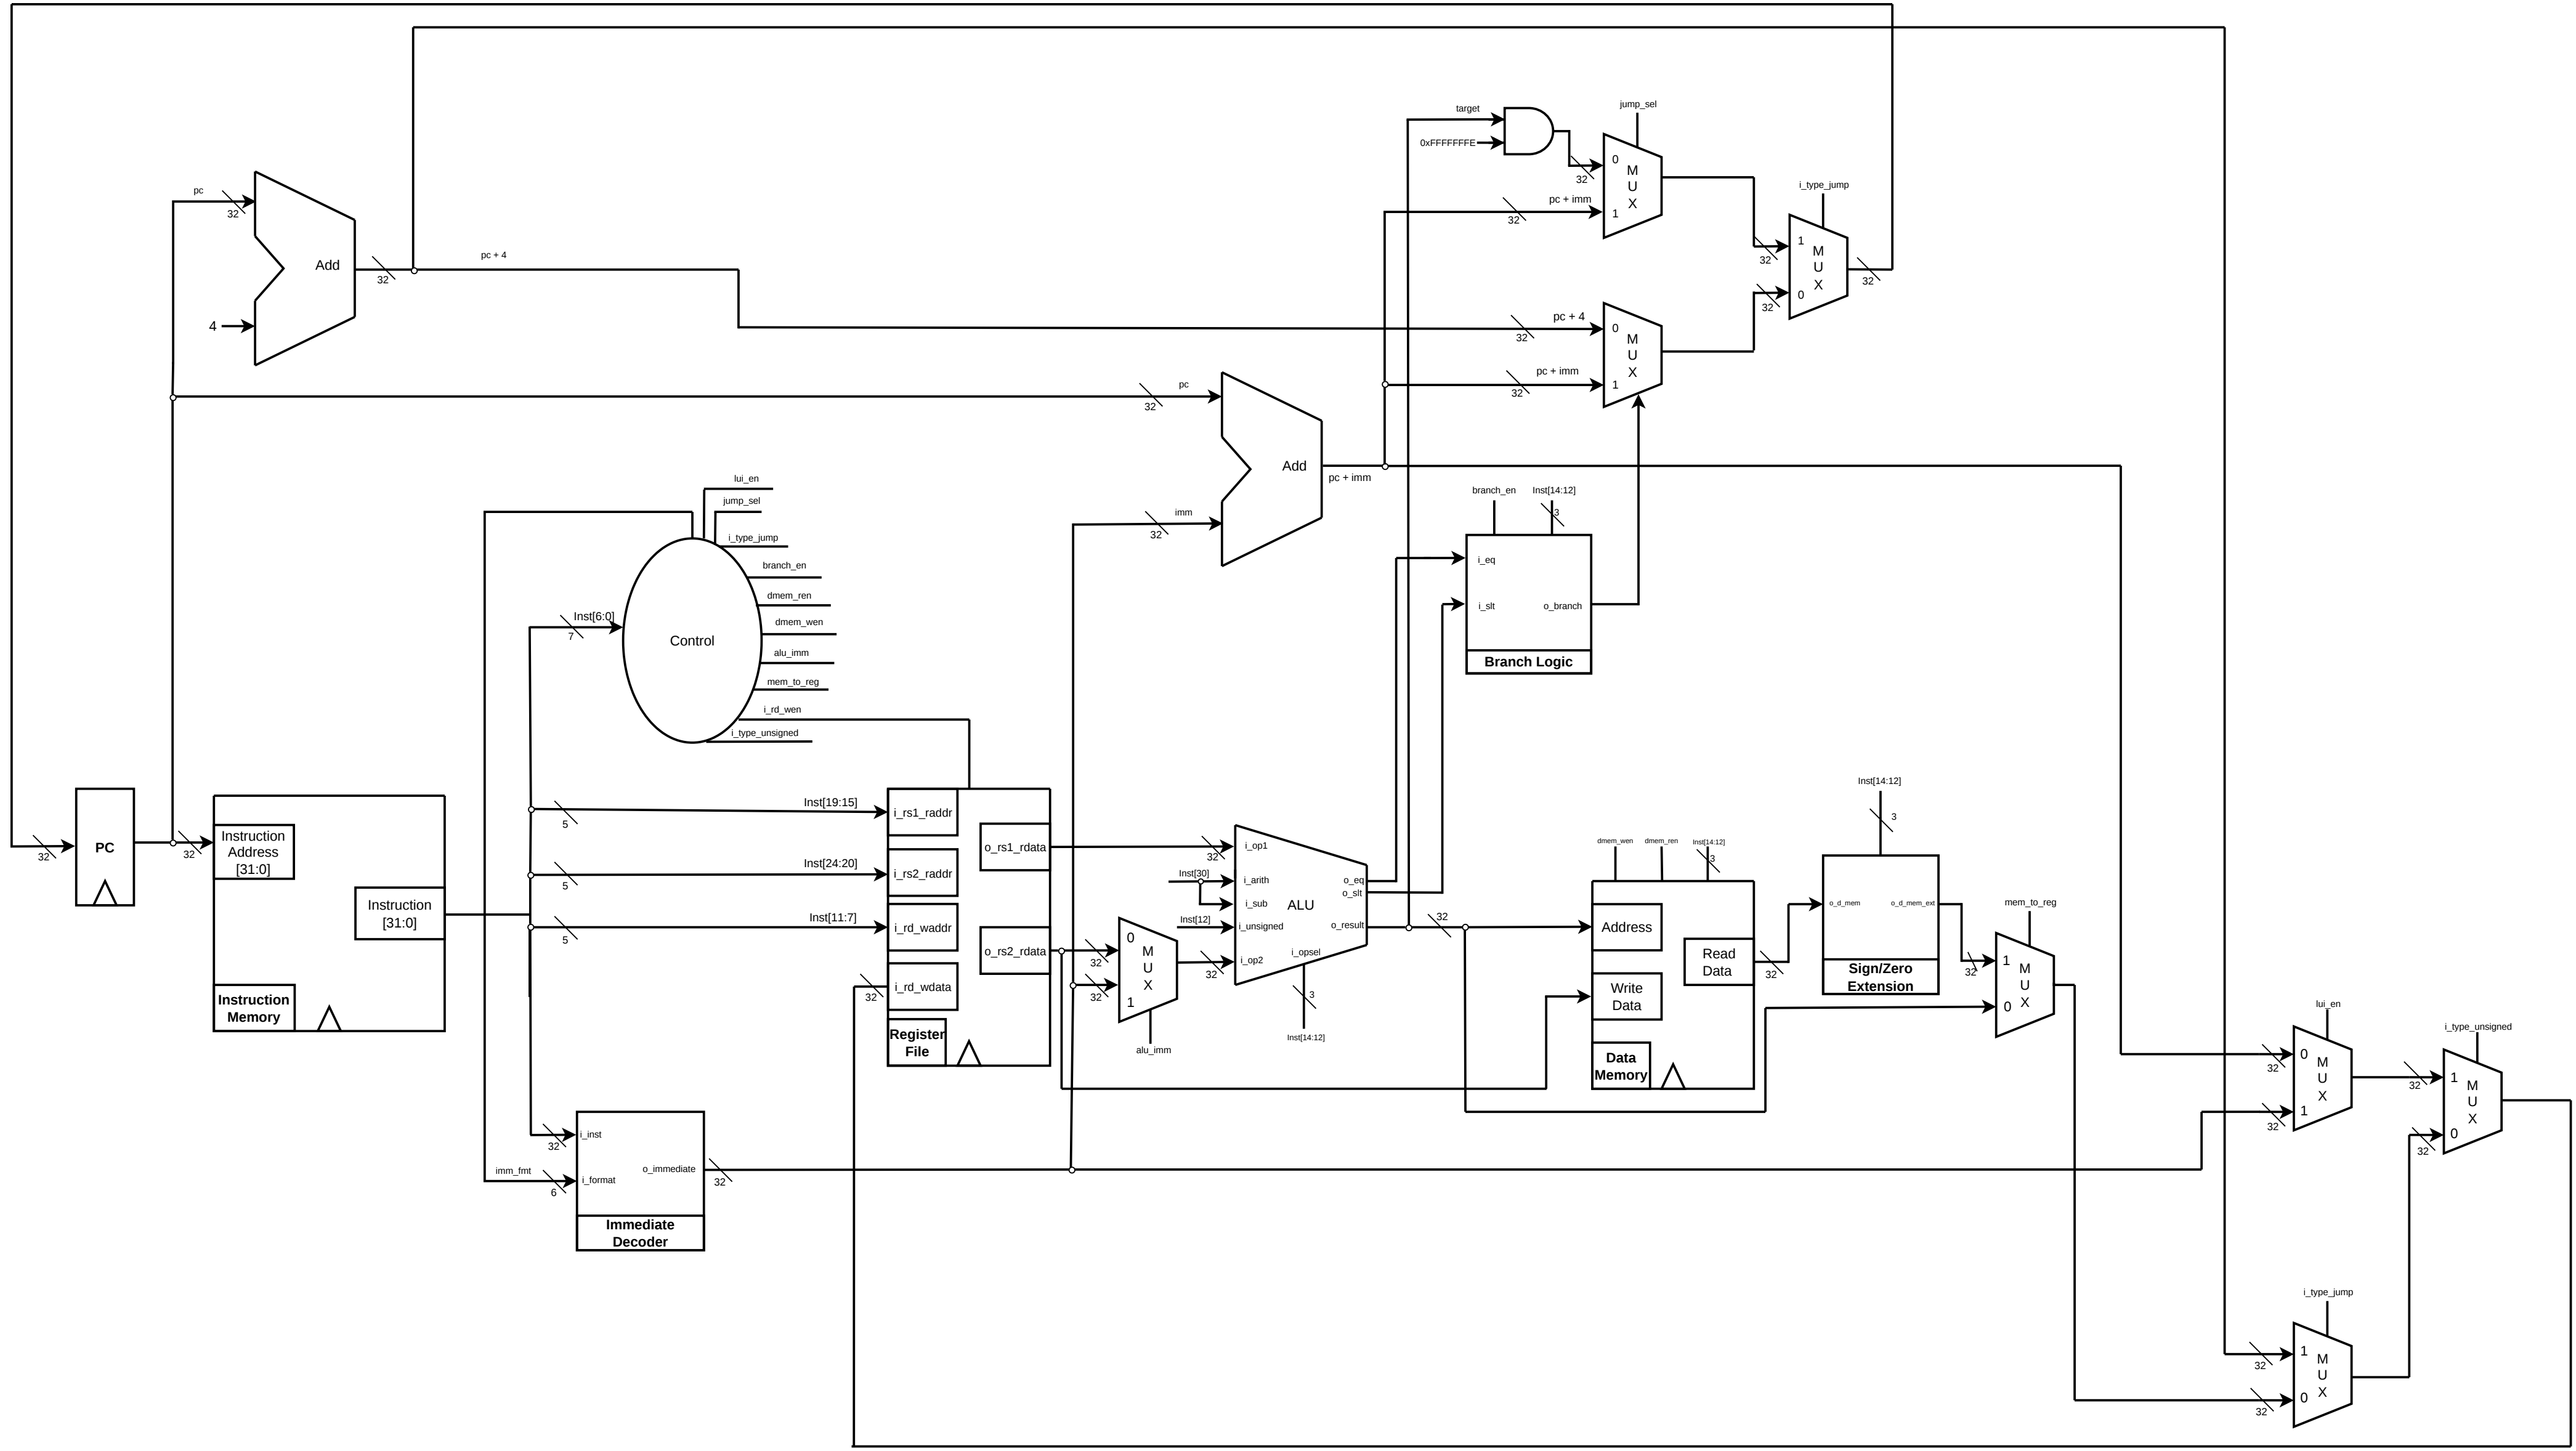 target
jump_sel
0xFFFFFFFE
0
M
U
X
1
32
pc + imm
32
i_type_jump
1
M
U
X
0
32
32
32
pc
32
Add
4
32
pc + 4
pc + 4
32
0
M
U
X
1
pc + imm
32
pc
32
Add
pc + imm
imm
32
lui_en
jump_sel
i_type_jump
branch_en
dmem_ren
dmem_wen
alu_imm
mem_to_reg
i_rd_wen
i_type_unsigned
Inst[6:0]
7
Control
branch_en
Inst[14:12]
3
i_eq
i_slt
o_branch
Branch Logic
32
PC
32
Instruction
Address
[31:0]
Instruction
[31:0]
Instruction
Memory
Inst[19:15]
5
Inst[24:20]
5
Inst[11:7]
5
i_rs1_raddr
i_rs2_raddr
i_rd_waddr
i_rd_wdata
32
o_rs1_rdata
o_rs2_rdata
Register
File
32
32
0
M
U
X
1
alu_imm
32
Inst[30]
Inst[12]
32
i_op1
i_arith
i_sub
i_unsigned
i_op2
ALU
o_eq
o_slt
o_result
i_opsel
3
Inst[14:12]
32
dmem_wen
dmem_ren
Inst[14:12]
3
Address
Write
Data
Read
Data
Data
Memory
32
Inst[14:12]
3
o_d_mem
o_d_mem_ext
Sign/Zero
Extension
32
mem_to_reg
1
M
U
X
0
32
i_inst
imm_fmt
6
i_format
o_immediate
32
Immediate
Decoder
lui_en
32
0
M
U
X
1
32
i_type_unsigned
32
1
M
U
X
0
32
i_type_jump
32
1
M
U
X
0
32